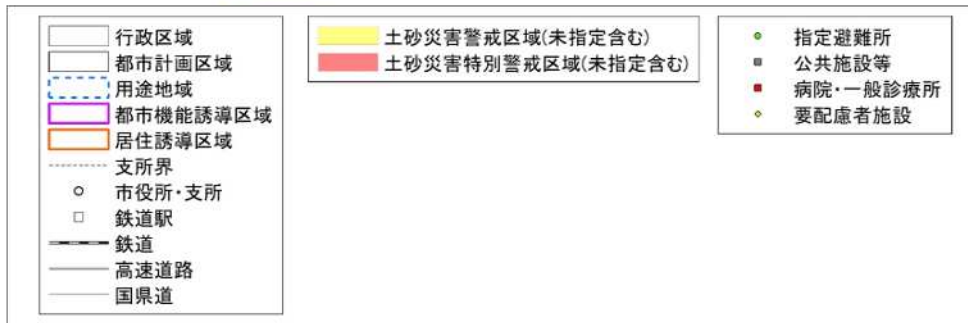 行政区域
都市計画区域
用途地域
都市機能誘導区域
居住誘導区域
支所界
市役所・支所
鉄道駅
鉄道
高速道路
国県道
土砂災害警戒区域(未指定含む)
土砂災害特別警戒区域(未指定含む)
指定避難所
公共施設等
病院・一般診療所
要配慮者施設